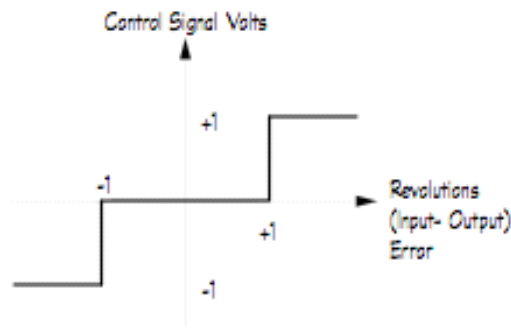 Control Signal Volts
+1
-1
Revolutions
(Input- Output)
+1
Error
-1